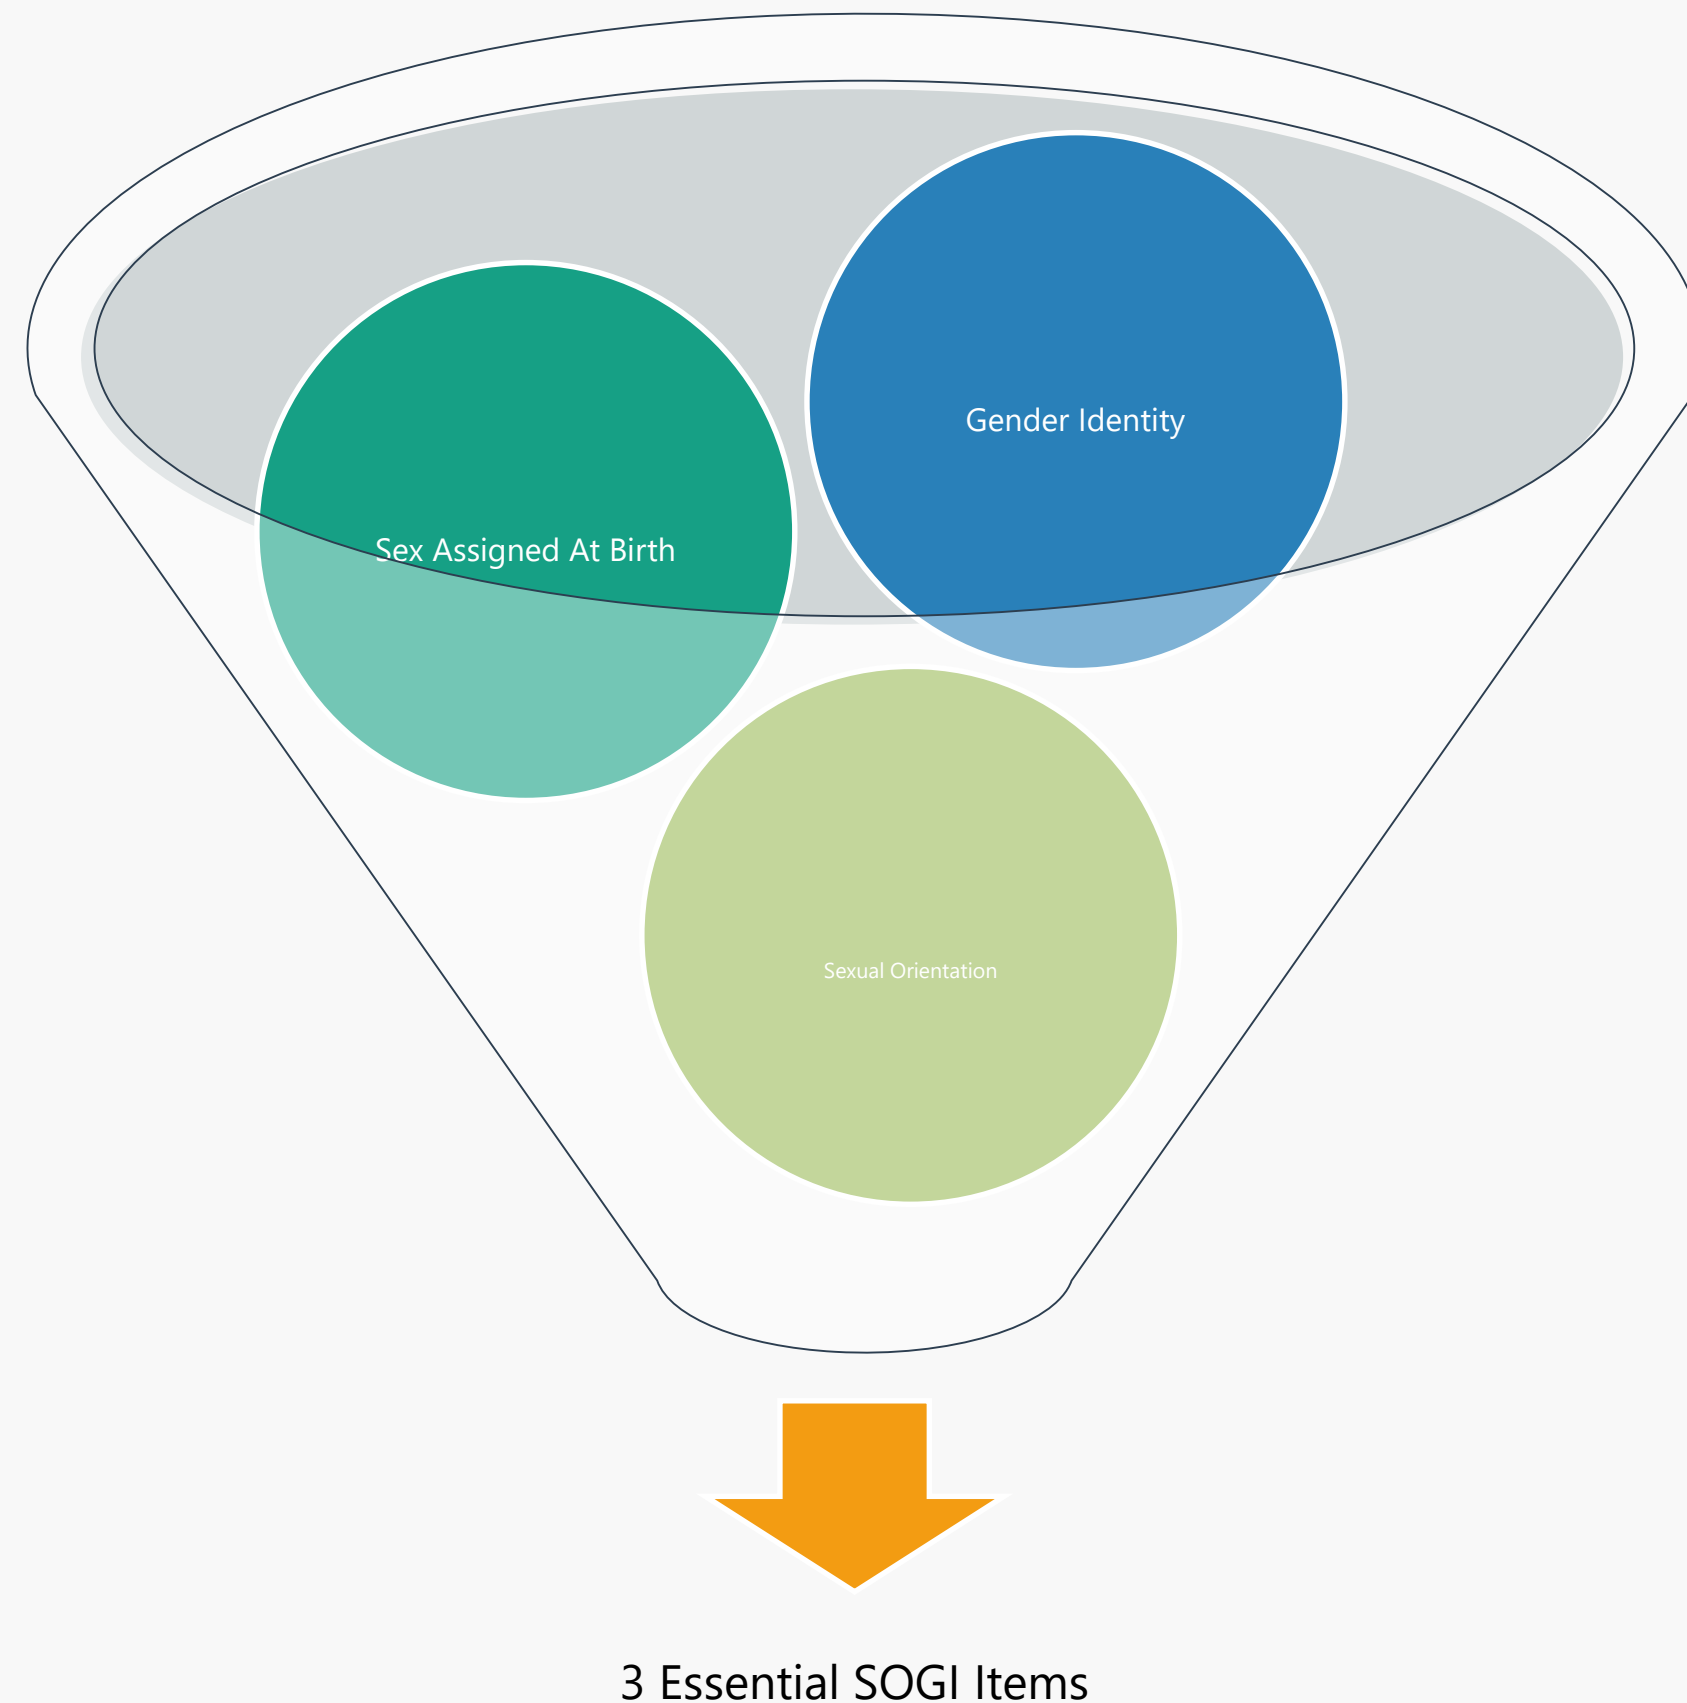 Gender Identity
Sex Assigned At Birth
Sexual Orientation
3 Essential SOGI Items